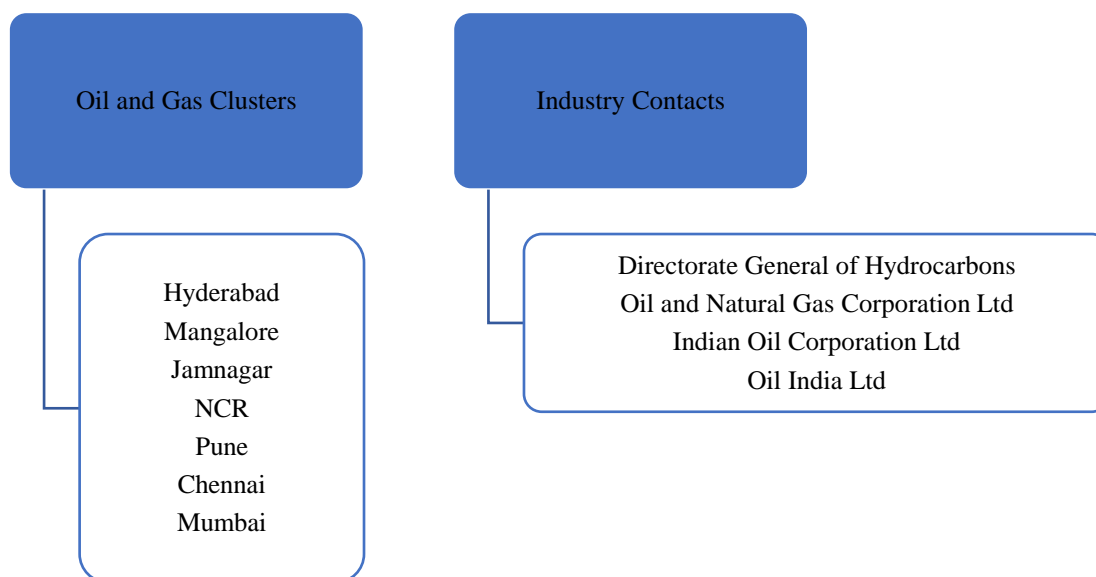 Oil and Gas Clusters
Hyderabad
Mangalore
Jamnagar
NCR
Pune
Chennai
Mumbai
Industry Contacts
Directorate General of Hydrocarbons
Oil and Natural Gas Corporation Ltd
Indian Oil Corporation Ltd
Oil India Ltd